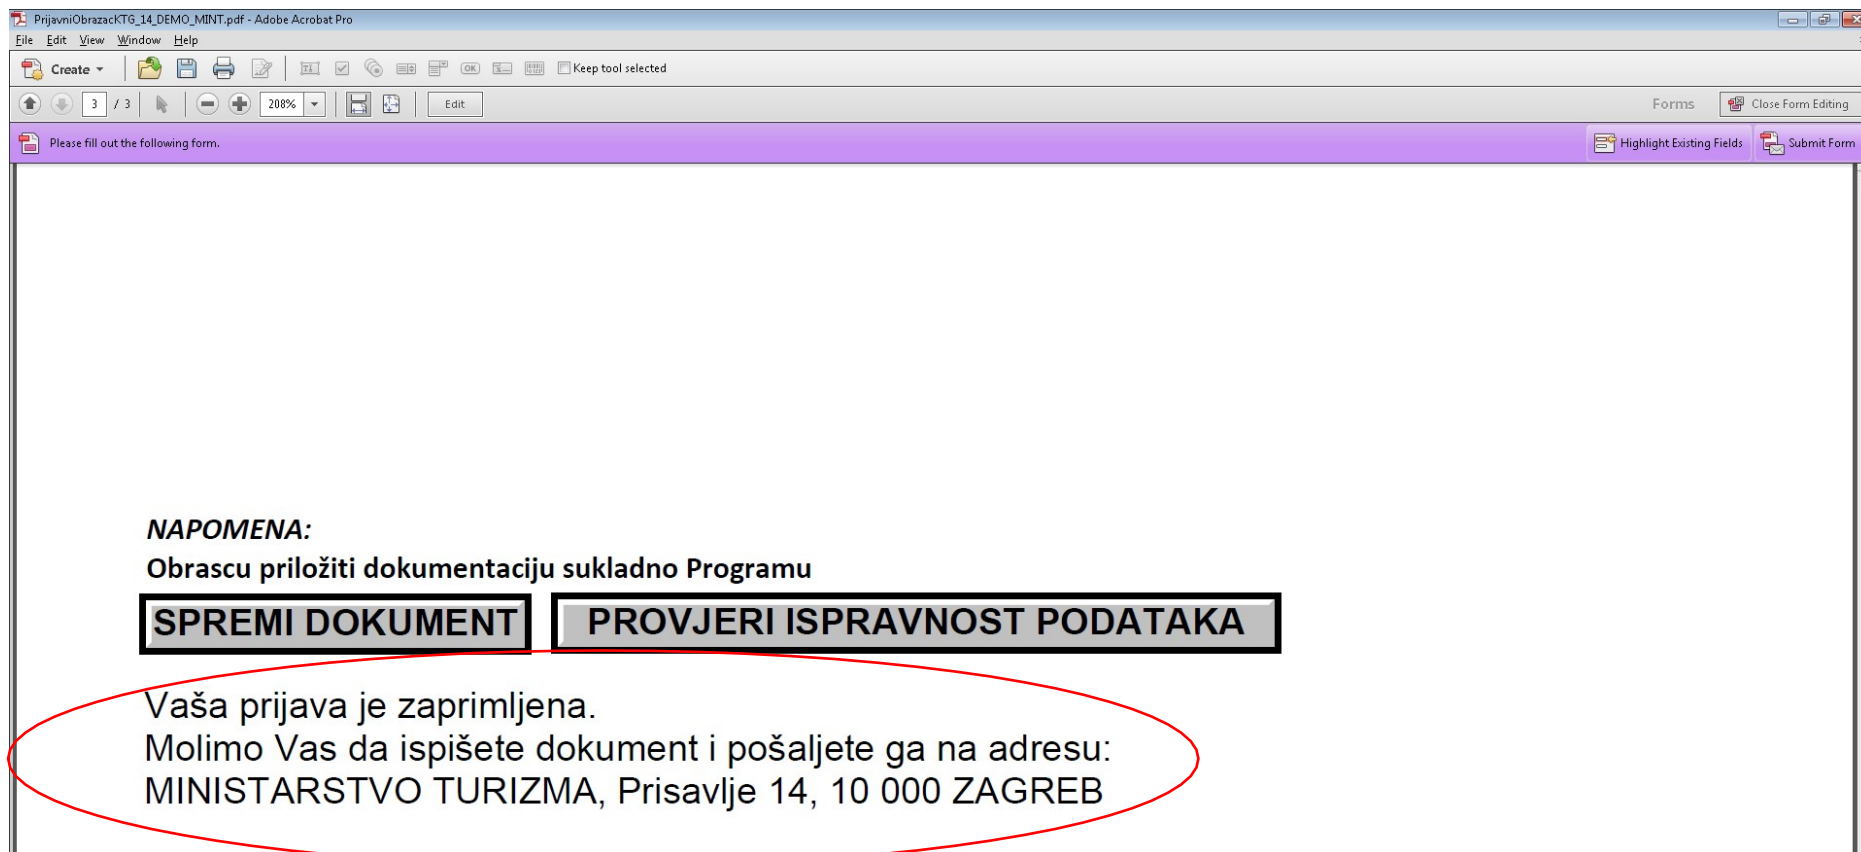 PrijavniObrazacKTG_14_DEMO_MINT.pdf - Adobe Acrobat Pro
File Edit View Window Help
Create Keep tool selected
3 / 3 208% Edit Forms Close Form Editing
Please fill out the following form. Highlight Existing Fields Submit Form
NAPOMENA:
Obrascu priložiti dokumentaciju sukladno Programu
SPREMI DOKUMENT PROVJERI ISPRAVNOST PODATAKA
Vaša prijava je zaprimljena.
Molimo Vas da ispišete dokument i pošaljete ga na adresu:
MINISTARSTVO TURIZMA, Prisavlje 14, 10 000 ZAGREB